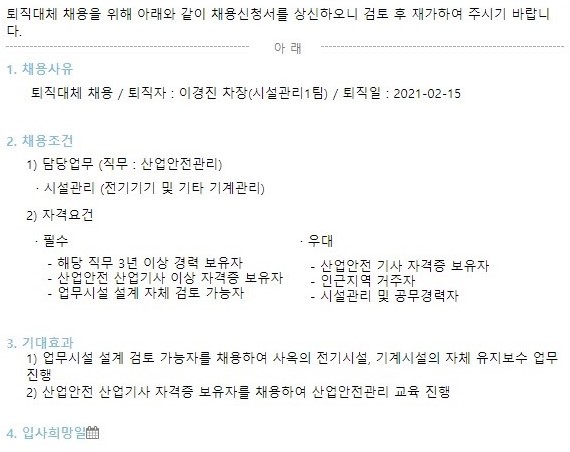 퇴직대체 채용을 위해 아래와 같이 채용신청서를 상신하오니 검토 후 재가하여 주시기 바랍니
다.
아 래
1. 채용사유
퇴직대체 채용 / 퇴직자 : 이경진 차장(시설관리1팀) / 퇴직일 : 2021-02-15
2. 채용조건
1) 담당업무 (직무 : 산업안전관리)
· 시설관리 (전기기기 및 기타 기계관리)
2) 자격요건
· 필수
- 해당 직무 3년 이상 경력 보유자
- 산업안전 산업기사 이상 자격증 보유자
- 업무시설 설계 자체 검토 가능자
· 우대
- 산업안전 기사 자격증 보유자
- 인근지역 거주자
- 시설관리 및 공무경력자
3. 기대효과
1) 업무시설 설계 검토 가능자를 채용하여 사옥의 전기시설, 기계시설의 자체 유지보수 업무
진행
2) 산업안전 산업기사 자격증 보유자를 채용하여 산업안전관리 교육 진행
4. 입사희망일